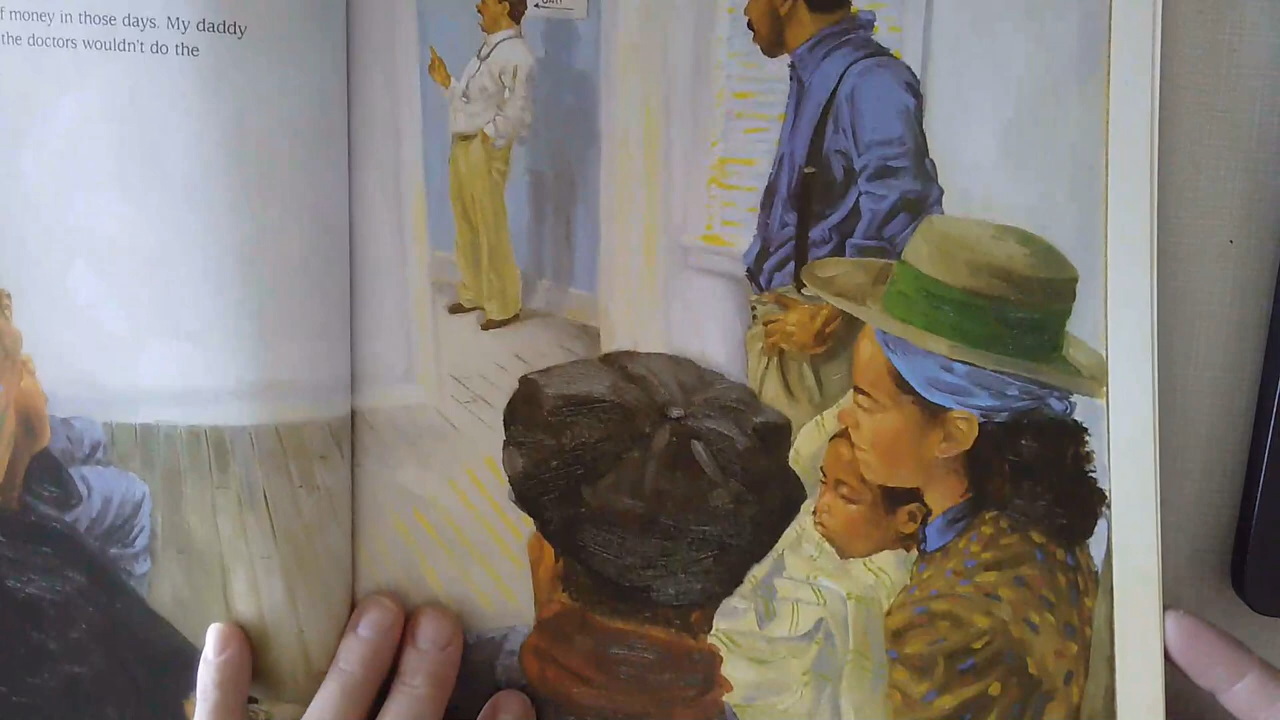 f money in those days. My daddy
the doctors wouldn't do the